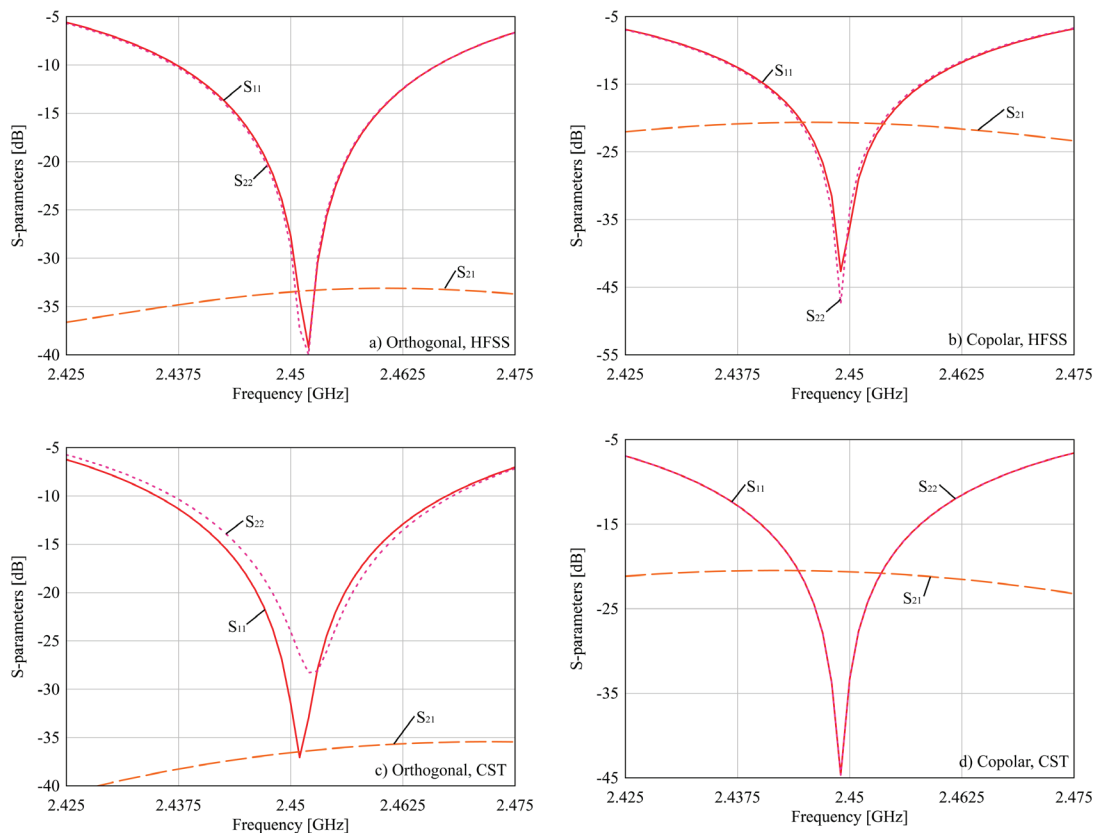 -5
-10
-15
-20
-25
-30
-35
-40
S-parameters [dB]
S11
S22
S21
a) Orthogonal, HFSS
2.425 2.4375 2.45 2.4625 2.475
Frequency [GHz]
-5
-15
-25
-35
-45
-55
S-parameters [dB]
S11
S21
S22
b) Copolar, HFSS
2.425 2.4375 2.45 2.4625 2.475
Frequency [GHz]
-5
-10
-15
-20
-25
-30
-35
-40
S-parameters [dB]
S22
S11
S21
c) Orthogonal, CST
2.425 2.4375 2.45 2.4625 2.475
Frequency [GHz]
-5
-15
-25
-35
-45
S-parameters [dB]
S11
S22
S21
d) Copolar, CST
2.425 2.4375 2.45 2.4625 2.475
Frequency [GHz]